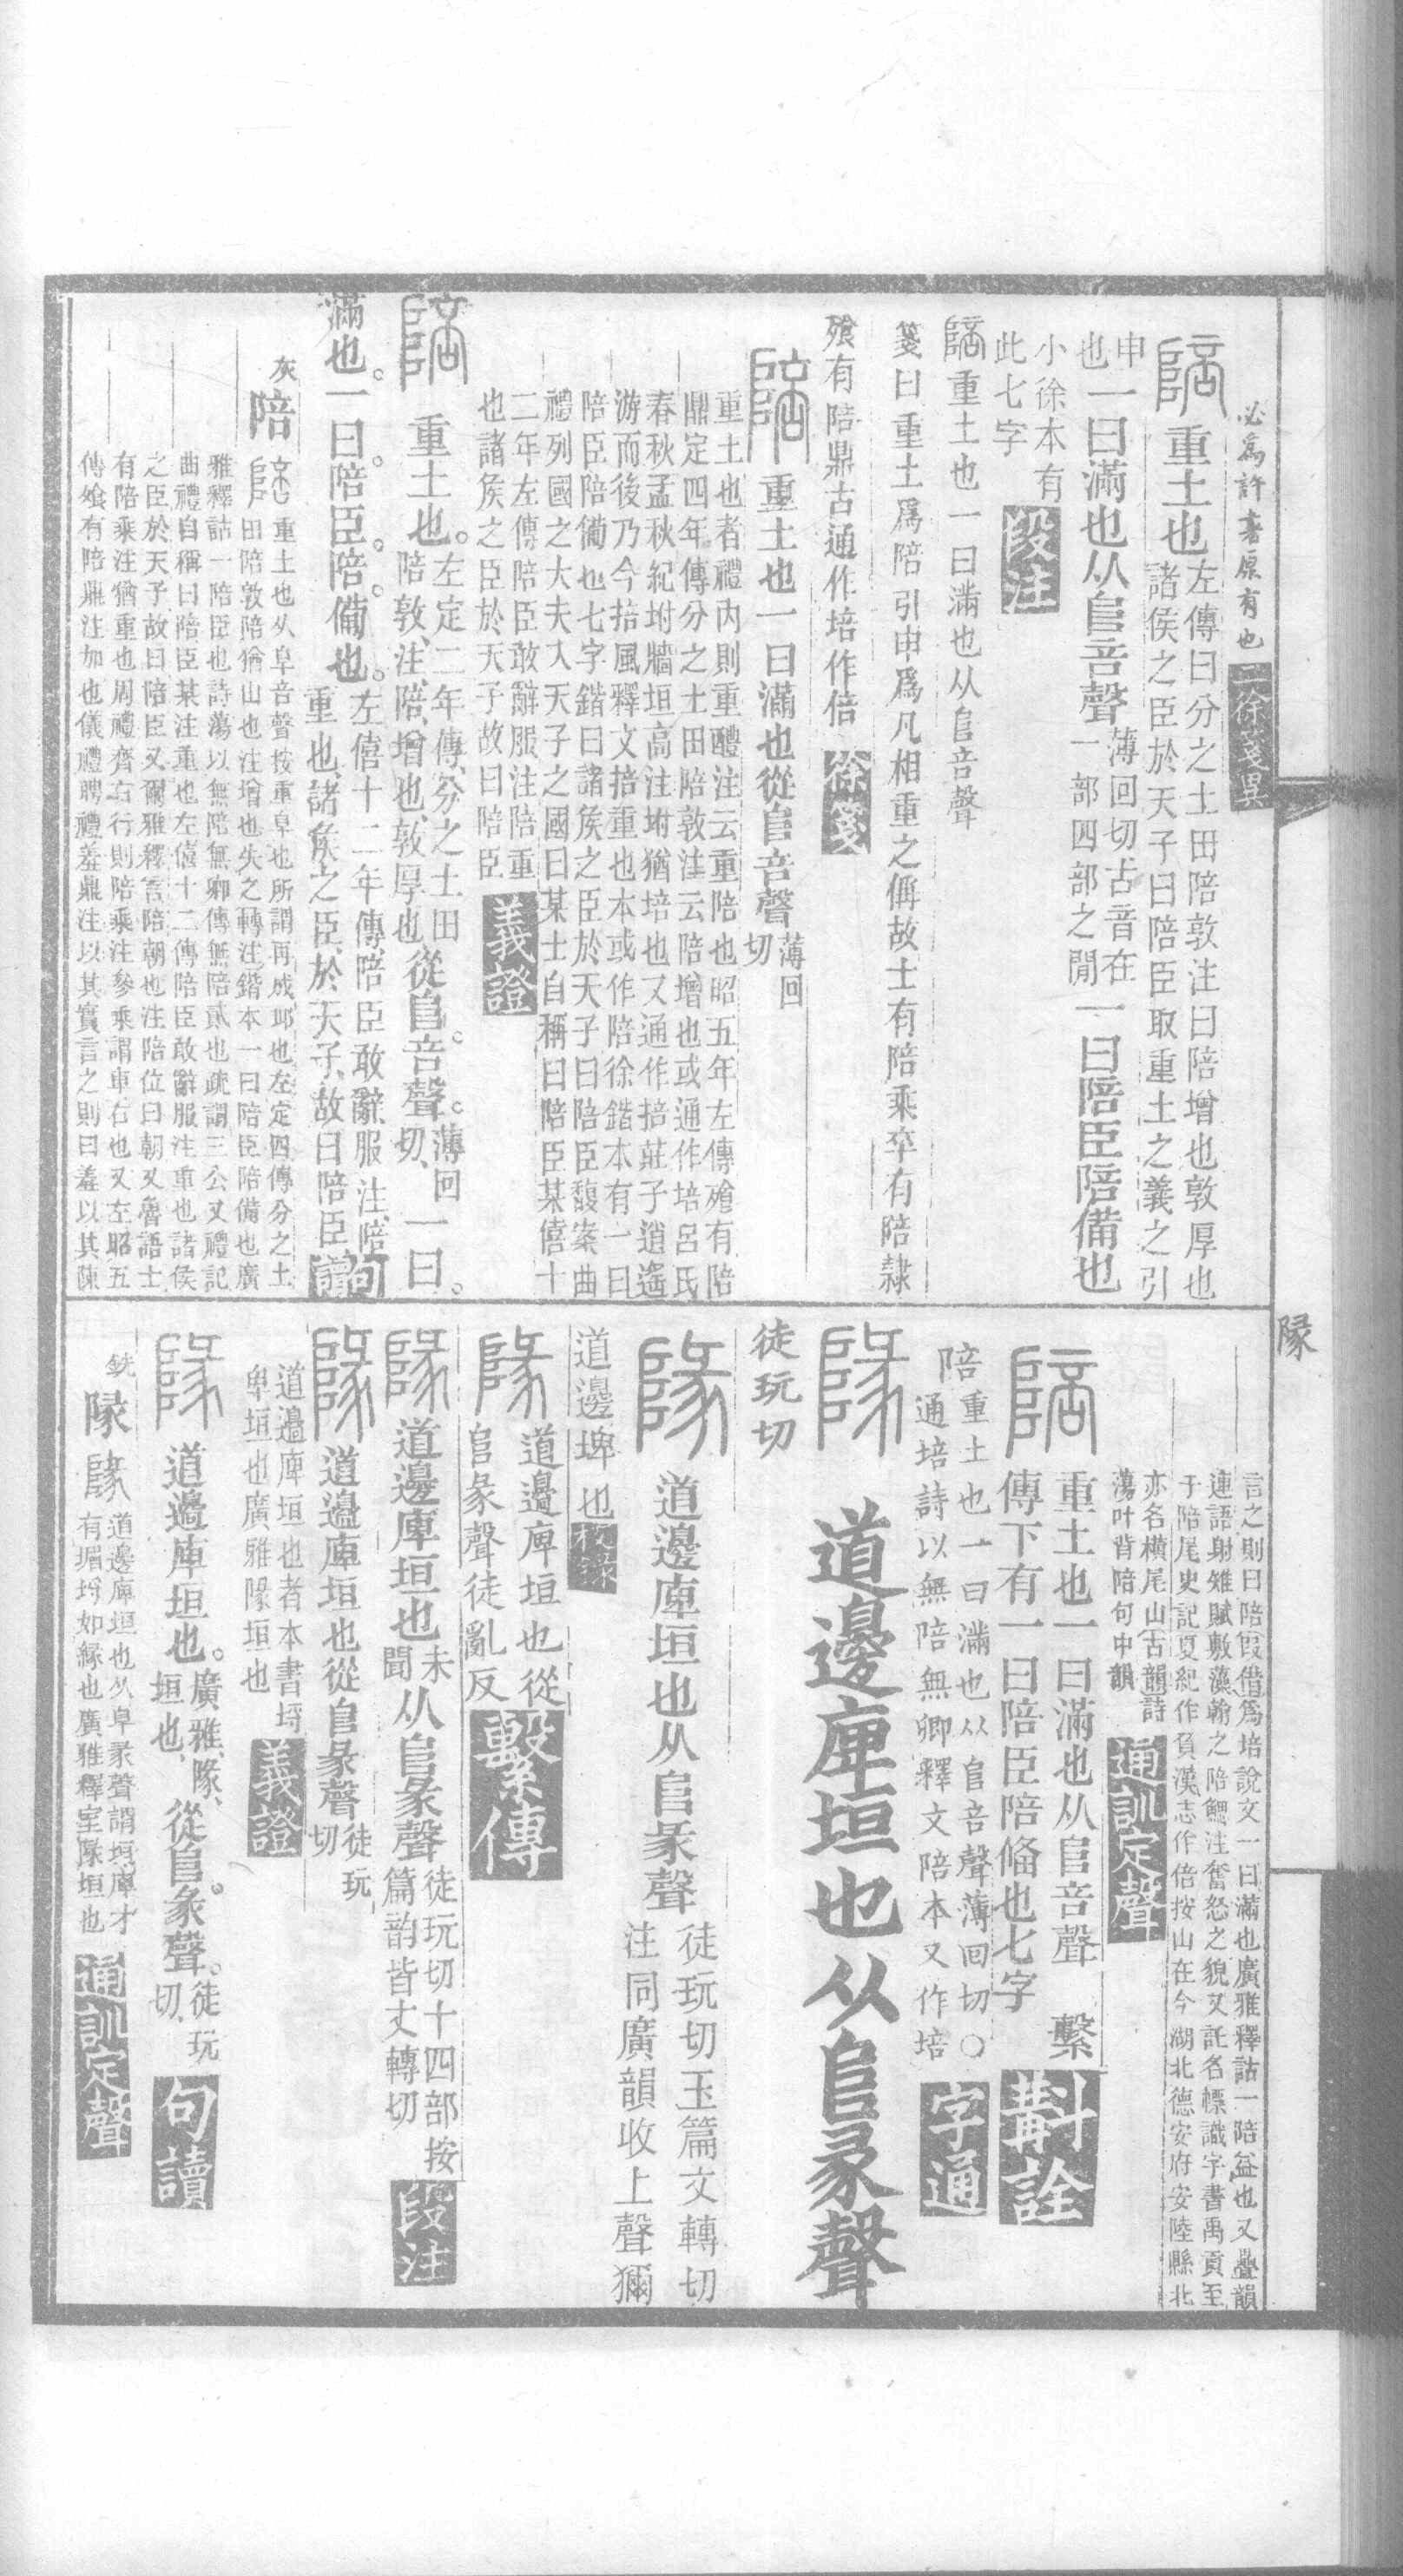 必為許書原有也二徐箋異
陪重土也左傳曰分之土田陪敦注曰陪增也敦厚也
諸侯之臣於天子曰陪臣取重土之義之引
申
也一曰滿也从𨸏咅聲薄回切古音在
一部四部之閒一曰陪臣陪備也
小徐本有
此七字段注
陪重土也一曰滿也从𨸏咅聲
箋曰重土爲陪引申爲凡相重之偁故士有陪乘卒有陪隸
飱有陪鼎古通作培作倍徐箋
陪重土也一曰滿也從𨸏咅聲薄回
切
重土也者禮內則重醴注云重陪也昭五年左傳飱有陪
鼎定四年傳分之土田陪敦注云陪增也或通作培呂氏
春秋孟秋紀坿牆垣高注坿猶培也又通作掊莊子逍遙
游而後乃今掊風釋文掊重也本或作陪徐鍇本有一曰
陪臣陪僃也七字鍇曰諸矦之臣於天子曰陪臣馥案曲
禮列國之大夫入天子之國曰某士自稱曰陪臣某僖十
二年左傳陪臣敢辭服注陪重
也諸矦之臣於天子故曰陪臣義證
陪重土也。左定二年傳、分之土田
陪敦、注、陪、增也、敦厚也從𨸏。咅聲。薄回
切、一曰。
滿也。一曰。陪臣。陪。備也。左僖十二年傳、陪臣敢辭服注、陪
重也、諸矦之臣、於天子、故曰陪臣句讀
灰陪陪重土也从阜咅聲按重阜也所謂再成邱也左定四傳分之土
田陪敦陪猶山也注增也失之轉注鍇本一曰陪臣陪備也廣
雅釋詁一陪臣也詩蕩以無陪無卿傳無陪貳也疏謂三公又禮記
曲禮自稱曰陪臣某注重也左僖十二傳陪臣敢辭服注重也諸侯
之臣於天子故曰陪臣又爾雅釋言陪朝也注陪位曰朝又魯語士
有陪乘注猶重也周禮齊右行則陪乘注參乘謂車右也又左昭五
傳飧有陪鼎注加也儀禮聘禮羞鼎注以其實言之則曰羞以其陳
隊
言之則曰陪叚借爲培說文一曰滿也廣雅釋詁一陪益也又疊韻
連語射雉賦敷藻翰之陪鰓注奮怒之貌又託名幖識字書禹貢至
于陪尾史記夏紀作負漢志作倍按山在今湖北德安府安陸縣北
亦名橫尾山古韻詩
蕩叶背陪句中韻通訓定聲
陪重土也一曰滿也从𨸏咅聲 繫
傳下有一曰陪臣陪俻也七字斠詮
陪陪重土也一曰滿也从𨸏咅聲薄回切○
通培詩以無陪無卿釋文陪本又作培字通
隊道邊庳垣也从𨸏彖聲
徒玩切
隊道邊庳垣也从𨸏彖聲徒玩切玉篇文轉切
注同廣韻收上聲獼
道邊埤也校錄
隊道邊庳垣也從
𨸏彖聲徒亂反繫傳
隊道邊庳垣也未
聞从𨸏彖聲徒玩切十四部按
篇韵皆丈轉切段注
隊道邊庳垣也從𨸏彖聲徒玩
切
道邊庳垣也者本書埒
卑垣也廣雅隊垣也義證
隊道邊庳垣也。廣雅、隊、
垣也、從𨸏。彖聲。徒玩
切、句讀
銑隊隊道邊庳垣也从阜彖聲謂垣庳才
有堳埒如緣也廣雅釋室隊垣也通訓定聲